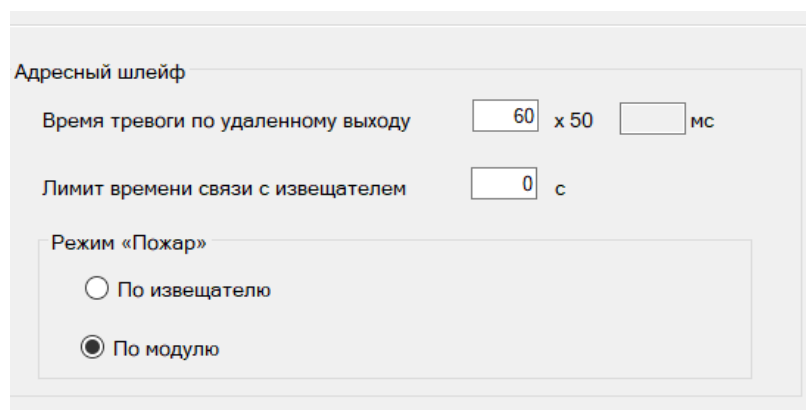 Адресный шлейф
Время тревоги по удаленному выходу 60 x 50 мс
Лимит времени связи с извещателем 0 с
Режим «Пожар»
По извещателю
По модулю